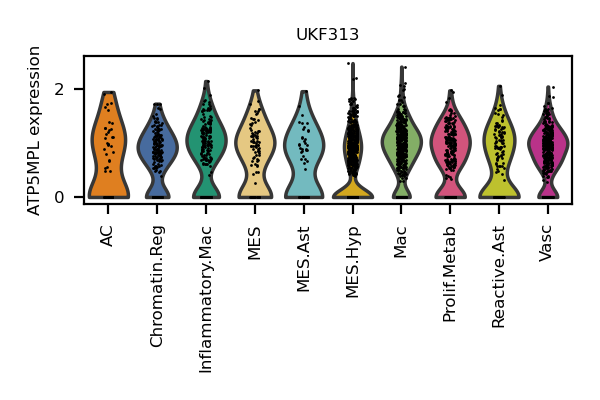 UKF313
ATP5MPL expression
2
0
AC
Chromatin.Reg
Inflammatory.Mac
MES
MES.Ast
MES.Hyp
Mac
Prolif.Metab
Reactive.Ast
Vasc